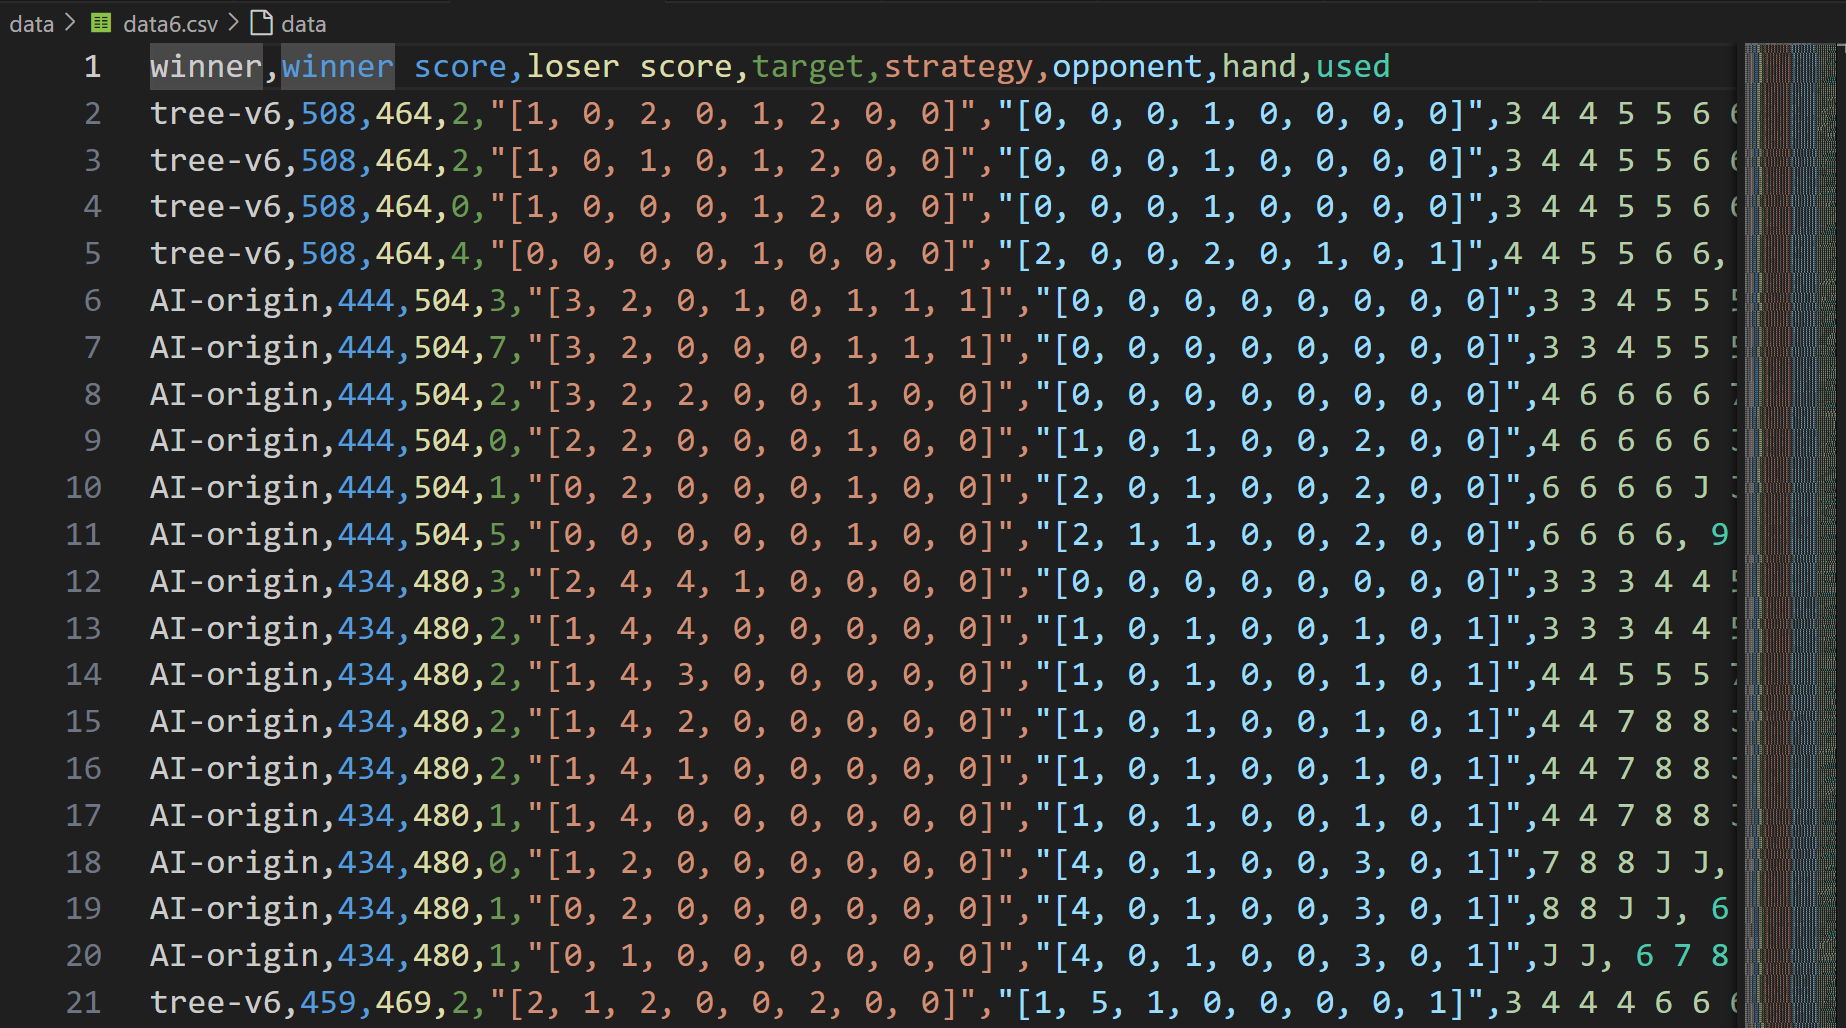 data > data6.csv > data
1 winner,winner score,loser score,target,strategy,opponent,hand,used
2 tree-v6,508,464,2,"[1, 0, 2, 0, 1, 2, 0, 0]","[0, 0, 0, 1, 0, 0, 0, 0]",3 4 4 5 5 6 6
3 tree-v6,508,464,2,"[1, 0, 1, 0, 1, 2, 0, 0]","[0, 0, 0, 1, 0, 0, 0, 0]",3 4 4 5 5 6 6
4 tree-v6,508,464,0,"[1, 0, 0, 0, 1, 2, 0, 0]","[0, 0, 0, 1, 0, 0, 0, 0]",3 4 4 5 5 6 6
5 tree-v6,508,464,4,"[0, 0, 0, 0, 1, 0, 0, 0]","[2, 0, 0, 2, 0, 1, 0, 1]",4 4 5 5 6 6,
6 AI-origin,444,504,3,"[3, 2, 0, 1, 0, 1, 1, 1]","[0, 0, 0, 0, 0, 0, 0, 0]",3 3 4 5 5 5
7 AI-origin,444,504,7,"[3, 2, 0, 0, 0, 1, 1, 1]","[0, 0, 0, 0, 0, 0, 0, 0]",3 3 4 5 5 5
8 AI-origin,444,504,2,"[3, 2, 2, 0, 0, 1, 0, 0]","[0, 0, 0, 0, 0, 0, 0, 0]",4 6 6 6 6 7
9 AI-origin,444,504,0,"[2, 2, 0, 0, 0, 1, 0, 0]","[1, 0, 1, 0, 0, 2, 0, 0]",4 6 6 6 6 J
10 AI-origin,444,504,1,"[0, 2, 0, 0, 0, 1, 0, 0]","[2, 0, 1, 0, 0, 2, 0, 0]",6 6 6 6 J J
11 AI-origin,444,504,5,"[0, 0, 0, 0, 0, 1, 0, 0]","[2, 1, 1, 0, 0, 2, 0, 0]",6 6 6 6, 9
12 AI-origin,434,480,3,"[2, 4, 4, 1, 0, 0, 0, 0]","[0, 0, 0, 0, 0, 0, 0, 0]",3 3 3 4 4 5
13 AI-origin,434,480,2,"[1, 4, 4, 0, 0, 0, 0, 0]","[1, 0, 1, 0, 0, 1, 0, 1]",3 3 3 4 4 5
14 AI-origin,434,480,2,"[1, 4, 3, 0, 0, 0, 0, 0]","[1, 0, 1, 0, 0, 1, 0, 1]",4 4 5 5 5 7
15 AI-origin,434,480,2,"[1, 4, 2, 0, 0, 0, 0, 0]","[1, 0, 1, 0, 0, 1, 0, 1]",4 4 7 8 8 J
16 AI-origin,434,480,2,"[1, 4, 1, 0, 0, 0, 0, 0]","[1, 0, 1, 0, 0, 1, 0, 1]",4 4 7 8 8 J
17 AI-origin,434,480,1,"[1, 4, 0, 0, 0, 0, 0, 0]","[1, 0, 1, 0, 0, 1, 0, 1]",4 4 7 8 8 J
18 AI-origin,434,480,0,"[1, 2, 0, 0, 0, 0, 0, 0]","[4, 0, 1, 0, 0, 3, 0, 1]",7 8 8 J J,
19 AI-origin,434,480,1,"[0, 2, 0, 0, 0, 0, 0, 0]","[4, 0, 1, 0, 0, 3, 0, 1]",8 8 J J, 6
20 AI-origin,434,480,1,"[0, 1, 0, 0, 0, 0, 0, 0]","[4, 0, 1, 0, 0, 3, 0, 1]",J J, 6 7 8
21 tree-v6,459,469,2,"[2, 1, 2, 0, 0, 2, 0, 0]","[1, 5, 1, 0, 0, 0, 0, 1]",3 4 4 4 6 6 6